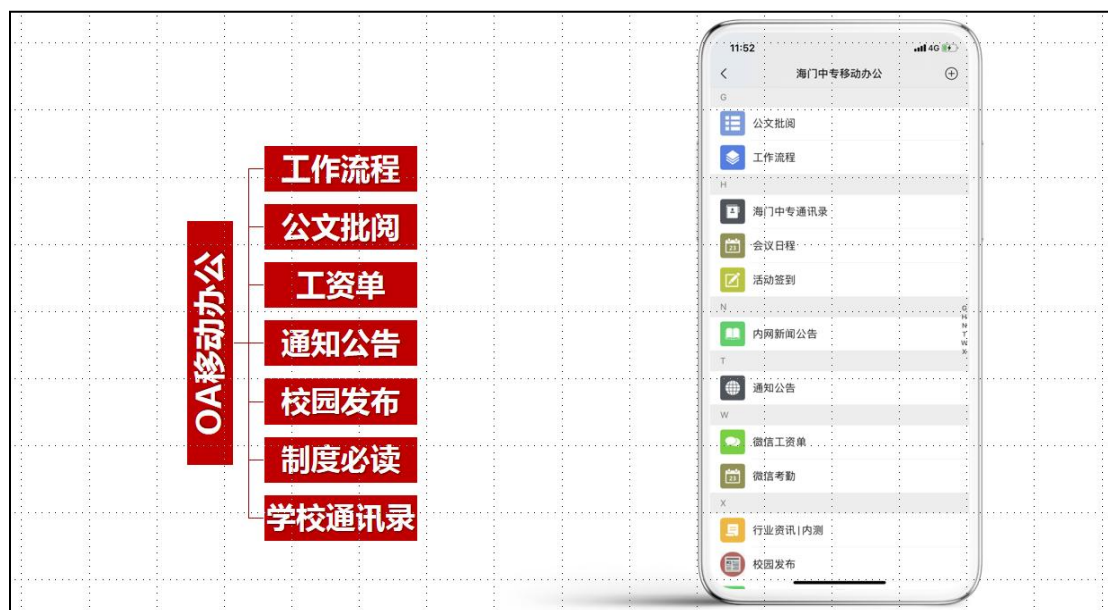 OA移动办公
工作流程
公文批阅
工资单
通知公告
校园发布
制度必读
学校通讯录
11:52
4G
海门中专移动办公
G
公文批阅
工作流程
H
海门中专通讯录
会议日程
活动签到
N
内网新闻公告
T
通知公告
W
微信工资单
微信考勤
X
行业资讯|内测
校园发布
G
H
N
T
W
X